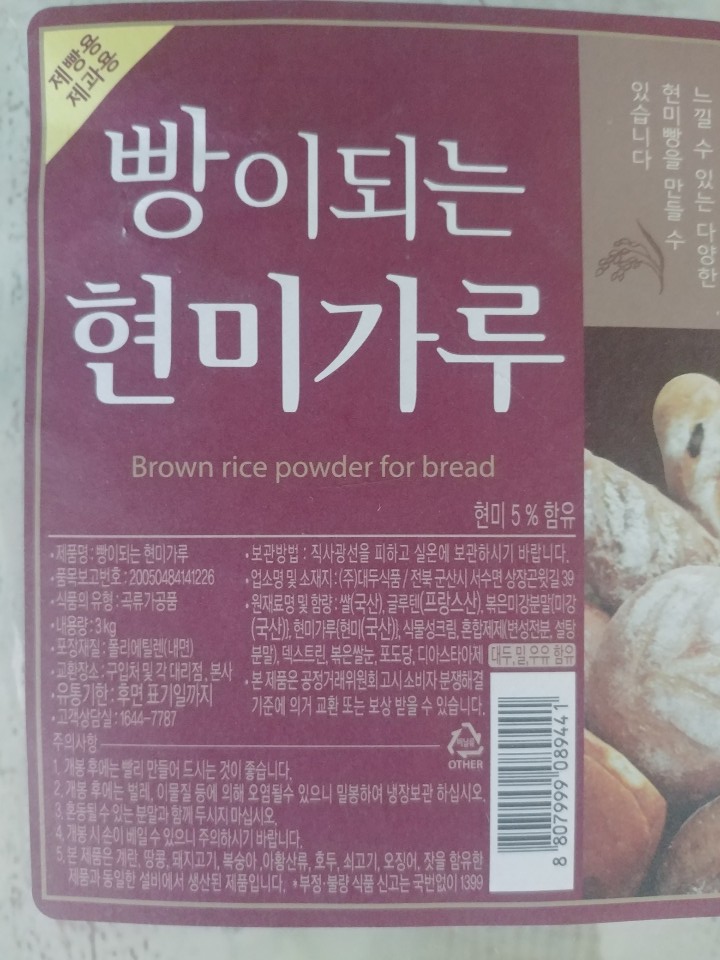 제빵용
제과용
빵이되는
현미가루
Brown rice powder for bread
현미 5 % 함유
느낄 수 있는 다양한
현미빵을 만들 수
있습니다
•제품명 : 빵이되는 현미가루
•품목보고번호 : 20050484141226
•식품의 유형 : 곡류가공품
•내용량 : 3 kg
•포장재질 : 폴리에틸렌(내면)
•교환장소 : 구입처 및 각 대리점, 본사
•유통기한 : 후면 표기일까지
•고객상담실 : 1644-7787
•보관방법 : 직사광선을 피하고 실온에 보관하시기 바랍니다.
•업소명 및 소재지 : (주)대두식품 / 전북 군산시 서수면 상장곤윗길 39
•원재료명 및 함량 : 쌀(국산), 글루텐(프랑스산), 볶은미강분말(미강
(국산)), 현미가루(현미(국산)), 식물성크림, 혼합제제(변성전분, 설탕
분말), 덱스트린, 볶은쌀눈, 포도당, 디아스타아제 대두,밀,우유 함유
•본 제품은 공정거래위원회 고시 소비자 분쟁해결
기준에 의거 교환 또는 보상 받을 수 있습니다.
주의사항
1. 개봉 후에는 빨리 만들어 드시는 것이 좋습니다.
2. 개봉 후에는 벌레, 이물질 등에 의해 오염될수 있으니 밀봉하여 냉장보관 하십시오.
3. 혼동될 수 있는 분말과 함께 두시지 마십시오.
4. 개봉 시 손이 베일 수 있으니 주의하시기 바랍니다.
5. 본 제품은 계란, 땅콩, 돼지고기, 복숭아, 아황산류, 호두, 쇠고기, 오징어, 잣을 함유한
제품과 동일한 설비에서 생산된 제품입니다. *부정·불량 식품 신고는 국번없이 1399
비닐류
OTHER
8 807999 089441